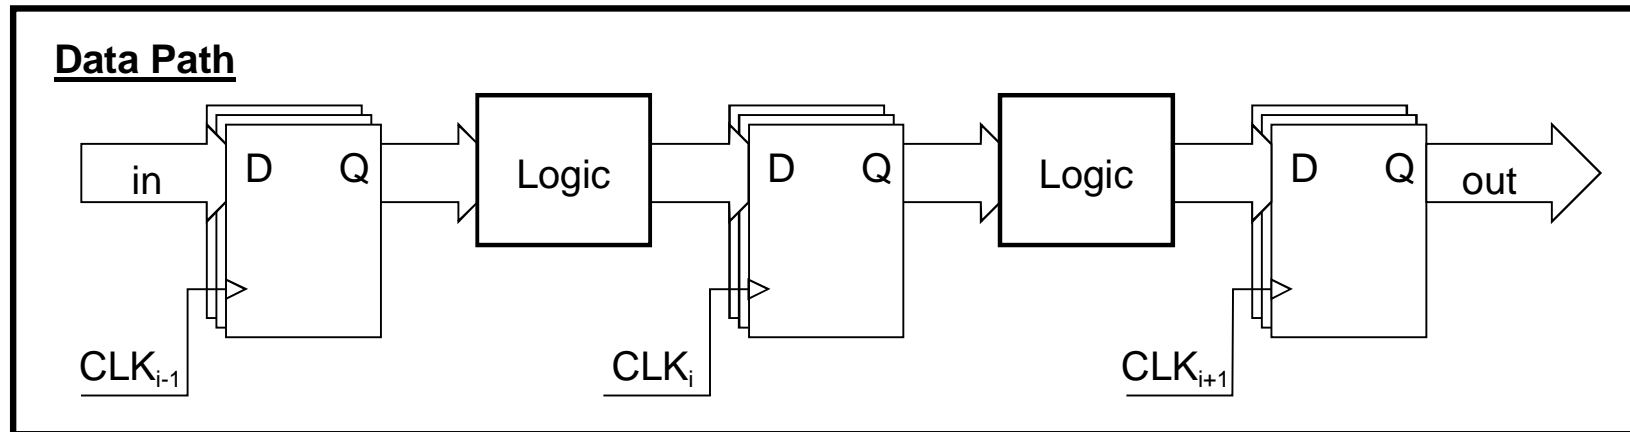 Data Path
in D Q Logic D Q Logic D Q out
CLKi-1 CLKi CLKi+1